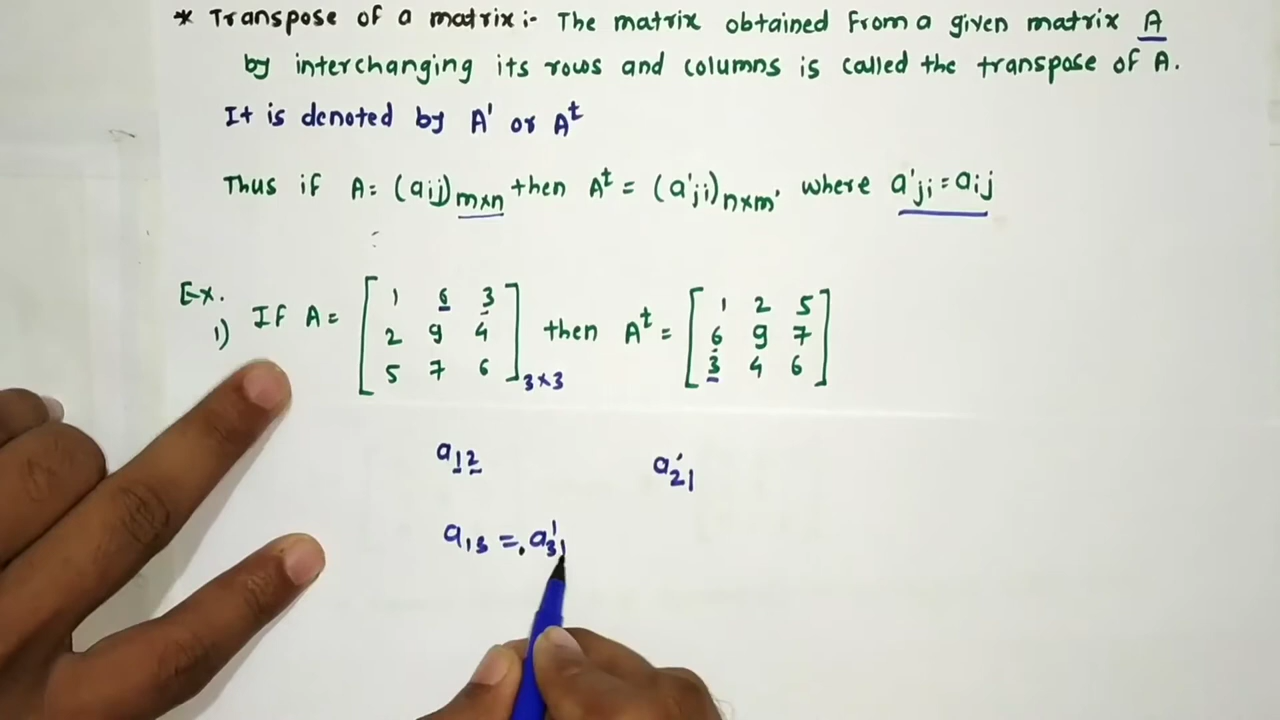 * Transpose of a matrix :- The matrix obtained from a given matrix A
by interchanging its rows and columns is called the transpose of A.
It is denoted by A' or Aᵗ
Thus if A = (aij)m×n then Aᵗ = (a'ji)n×m, where a'ji = aij
Ex.
1) If A = [1 6 3 then Aᵗ = [1 2 5
2 9 4 6 9 7
5 7 6]3×3 3 4 6]
a12 a'21
a13 = a'31